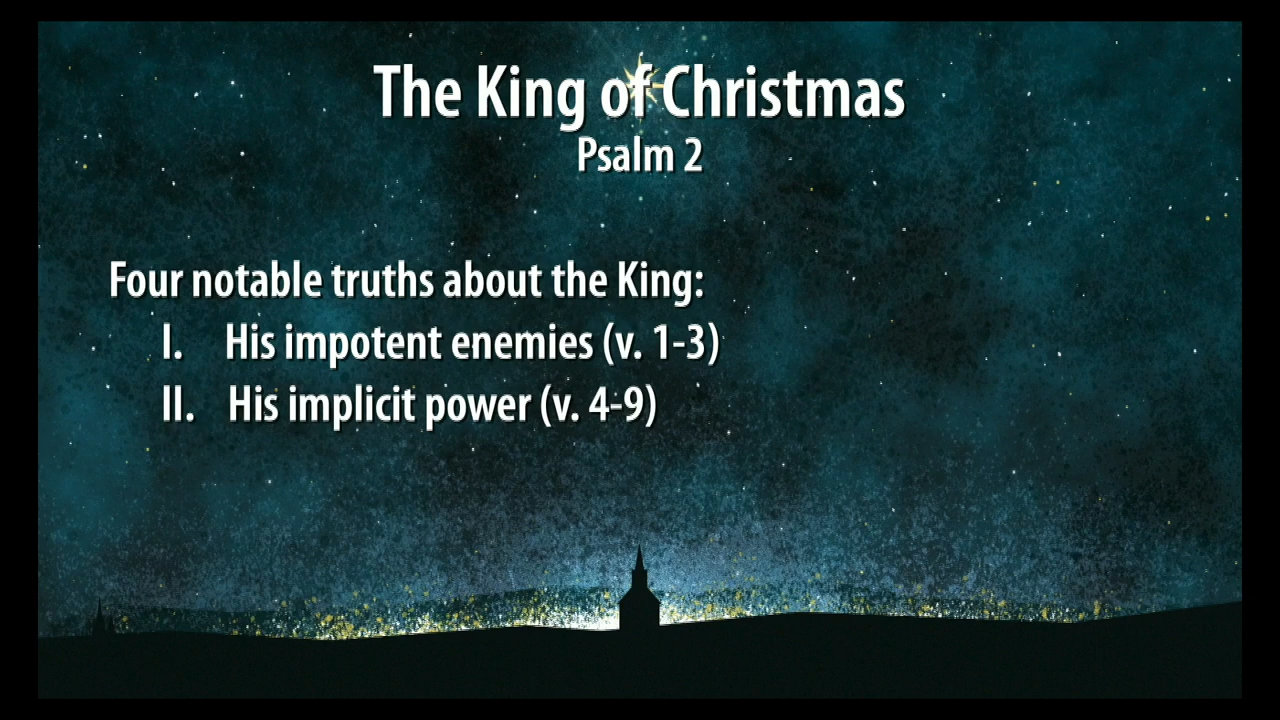 The King of Christmas
Psalm 2
Four notable truths about the King:
I. His impotent enemies (v. 1-3)
II. His implicit power (v. 4-9)